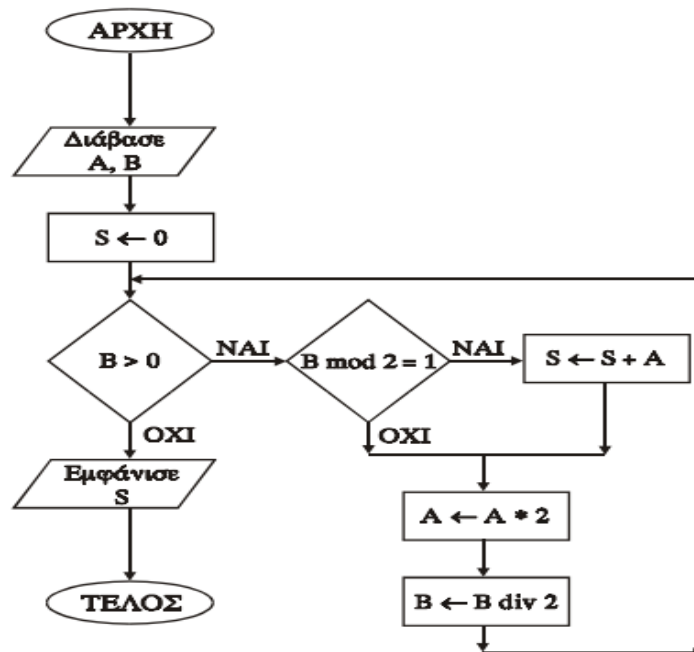 ΑΡΧΗ
Διάβασε
Α, Β
S ← 0
B > 0
ΝΑΙ
B mod 2 = 1
ΝΑΙ
S ← S + A
ΟΧΙ
ΟΧΙ
Εμφάνισε
S
A ← A * 2
ΤΕΛΟΣ
B ← B div 2